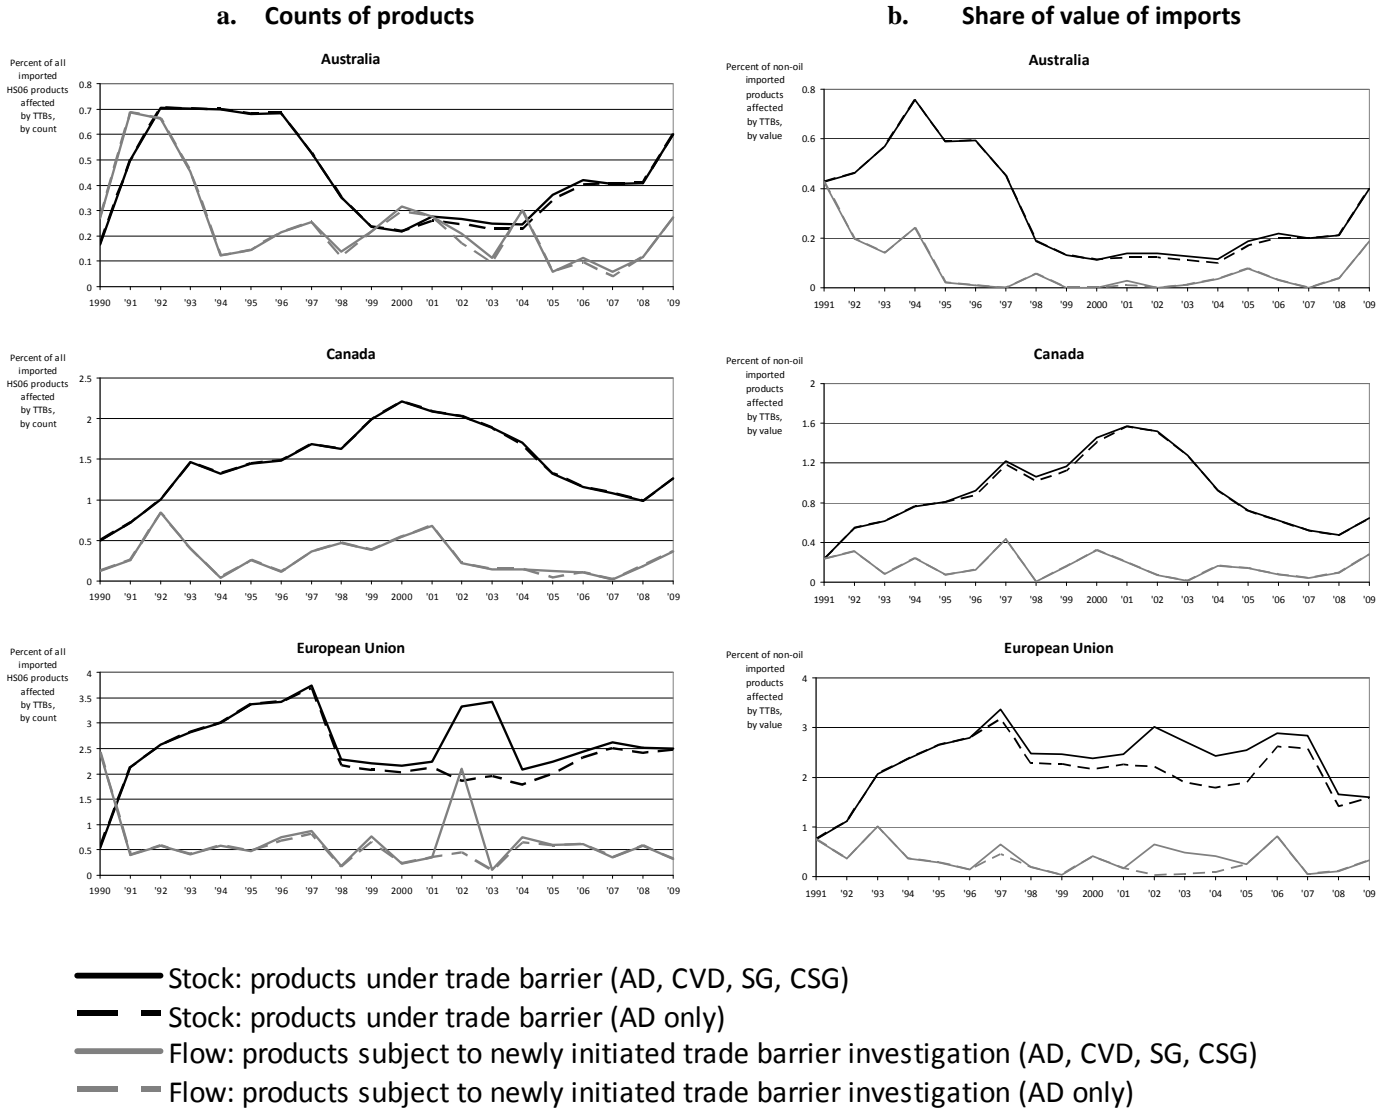 a. Counts of products
b. Share of value of imports
Australia
Percent of all
imported
HS06 products
affected
by TTBs,
by count
0.8
0.7
0.6
0.5
0.4
0.3
0.2
0.1
0
1990 '91 '92 '93 '94 '95 '96 '97 '98 '99 2000 '01 '02 '03 '04 '05 '06 '07 '08 '09
Australia
Percent of non-oil
imported
products
affected
by TTBs,
by value
0.8
0.6
0.4
0.2
0
1991 '92 '93 '94 '95 '96 '97 '98 '99 2000 '01 '02 '03 '04 '05 '06 '07 '08 '09
Canada
Percent of all
imported
HS06 products
affected
by TTBs,
by count
2.5
2
1.5
1
0.5
0
1990 '91 '92 '93 '94 '95 '96 '97 '98 '99 2000 '01 '02 '03 '04 '05 '06 '07 '08 '09
Canada
Percent of non-oil
imported
products
affected
by TTBs,
by value
2
1.6
1.2
0.8
0.4
0
1991 '92 '93 '94 '95 '96 '97 '98 '99 2000 '01 '02 '03 '04 '05 '06 '07 '08 '09
European Union
Percent of all
imported
HS06 products
affected
by TTBs,
by count
4
3.5
3
2.5
2
1.5
1
0.5
0
1990 '91 '92 '93 '94 '95 '96 '97 '98 '99 2000 '01 '02 '03 '04 '05 '06 '07 '08 '09
European Union
Percent of non-oil
imported
products
affected
by TTBs,
by value
4
3
2
1
0
1991 '92 '93 '94 '95 '96 '97 '98 '99 2000 '01 '02 '03 '04 '05 '06 '07 '08 '09
Stock: products under trade barrier (AD, CVD, SG, CSG)
Stock: products under trade barrier (AD only)
Flow: products subject to newly initiated trade barrier investigation (AD, CVD, SG, CSG)
Flow: products subject to newly initiated trade barrier investigation (AD only)